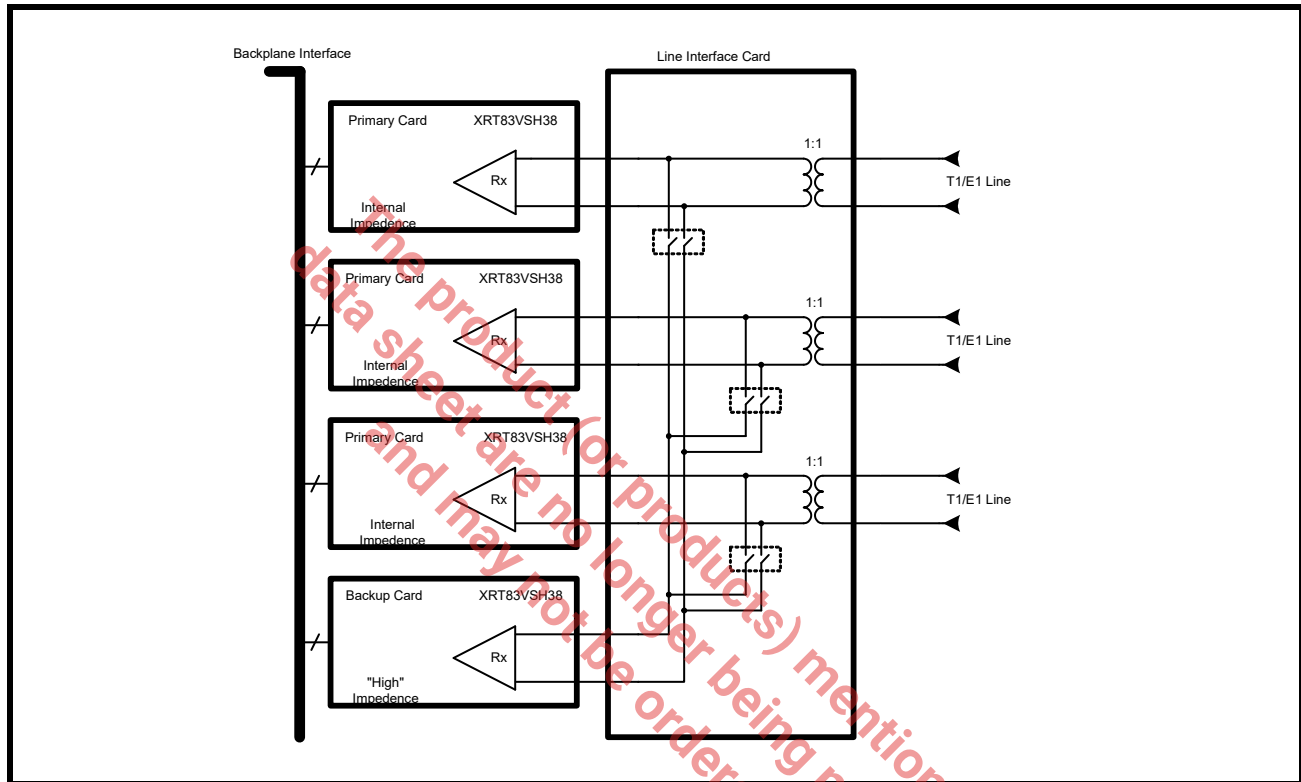 Backplane Interface
Line Interface Card
Primary Card XRT83VSH38
1:1
Rx
T1/E1 Line
Internal
Impedence
Primary Card XRT83VSH38
1:1
Rx
T1/E1 Line
Internal
Impedence
Primary Card XRT83VSH38
1:1
Rx
T1/E1 Line
Internal
Impedence
Backup Card XRT83VSH38
Rx
"High"
Impedence
The product (or products) mention
data sheet are no longer being
and may not be order